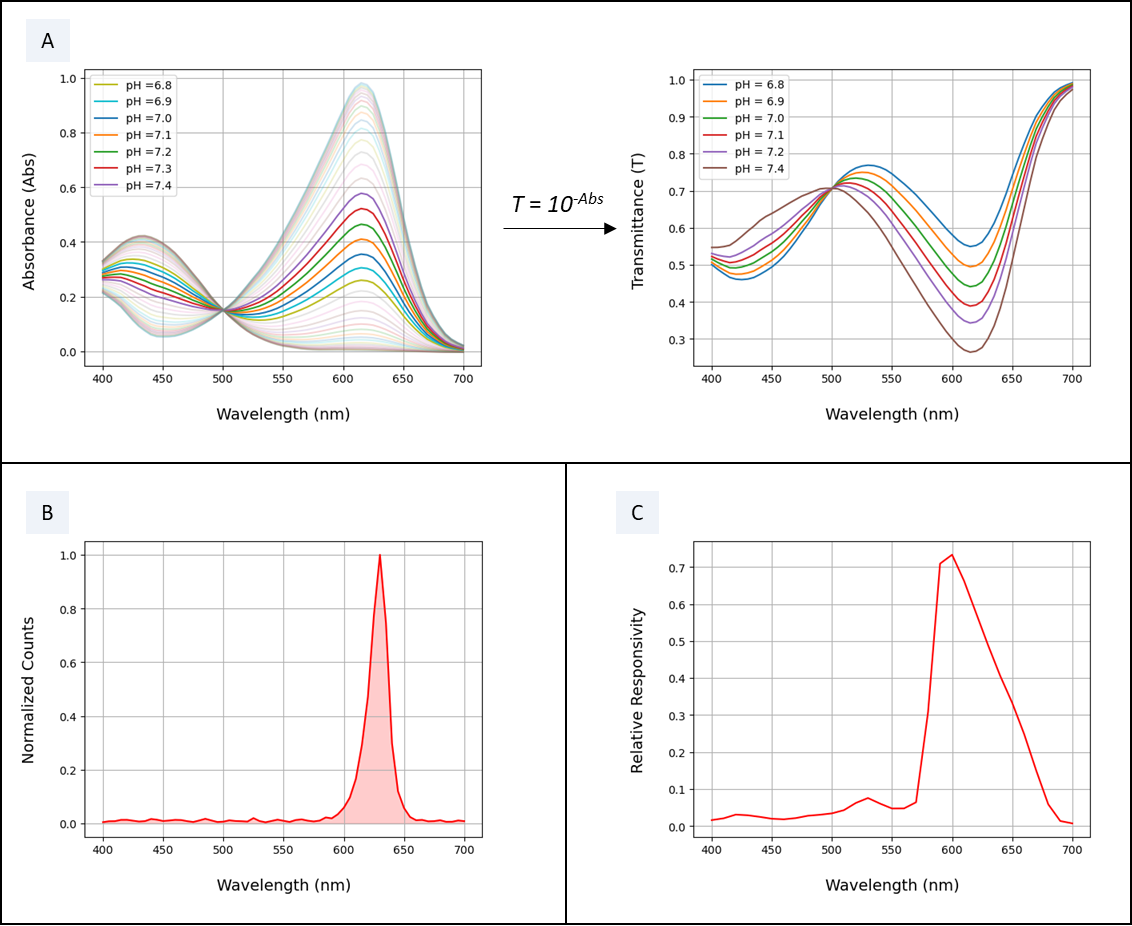 A
Absorbance (Abs)
1.0
0.8
0.6
0.4
0.2
0.0
pH =6.8
pH =6.9
pH =7.0
pH =7.1
pH =7.2
pH =7.3
pH =7.4
400 450 500 550 600 650 700
Wavelength (nm)
T = 10-Abs
Transmittance (T)
1.0
0.9
0.8
0.7
0.6
0.5
0.4
0.3
pH = 6.8
pH = 6.9
pH = 7.0
pH = 7.1
pH = 7.2
pH = 7.4
400 450 500 550 600 650 700
Wavelength (nm)
B
Normalized Counts
1.0
0.8
0.6
0.4
0.2
0.0
400 450 500 550 600 650 700
Wavelength (nm)
C
Relative Responsivity
0.7
0.6
0.5
0.4
0.3
0.2
0.1
0.0
400 450 500 550 600 650 700
Wavelength (nm)